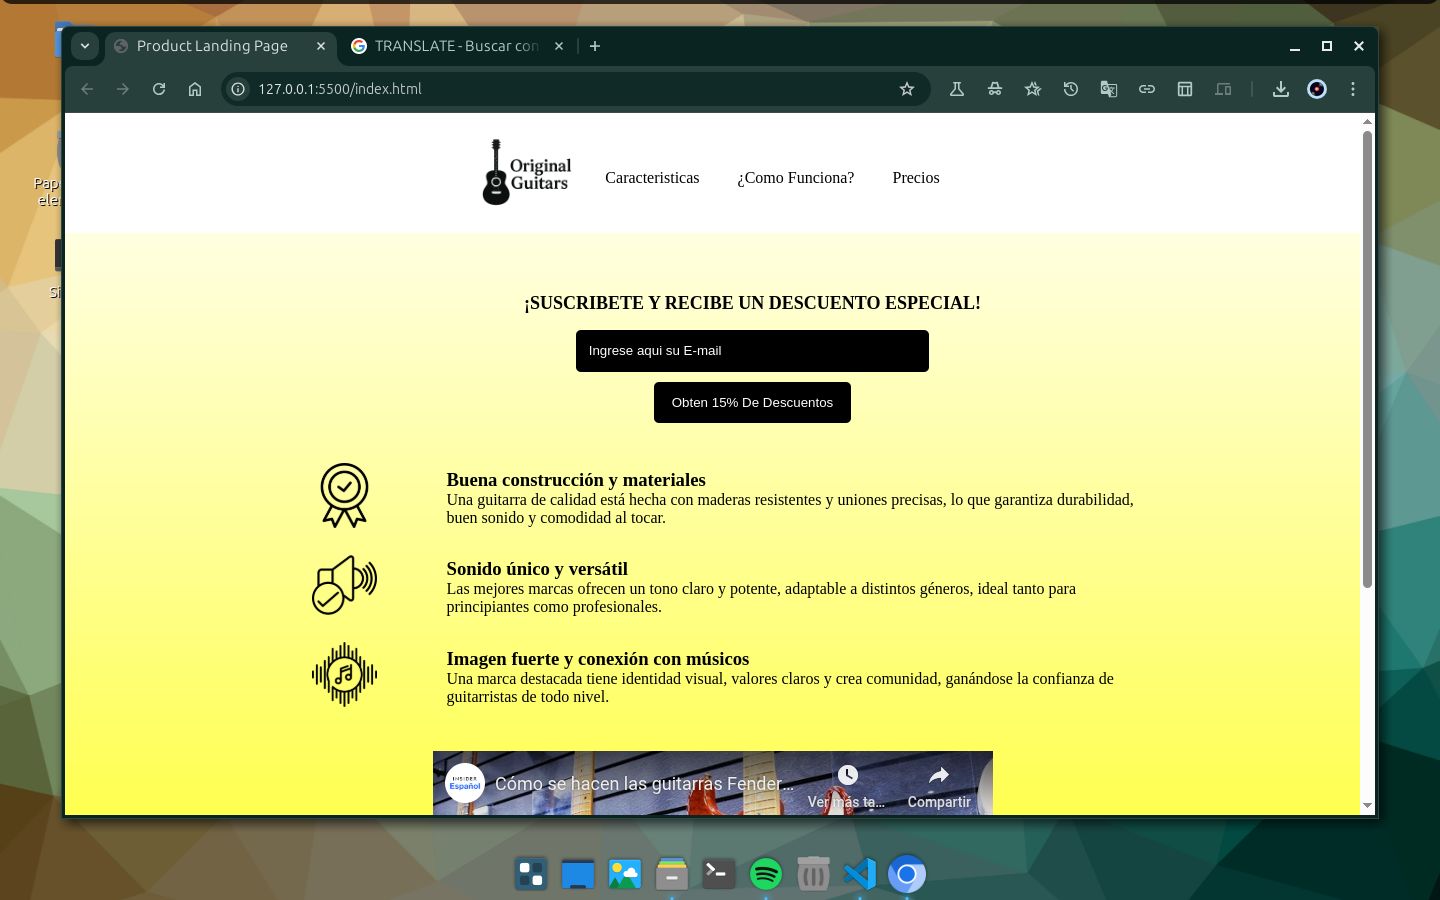 Product Landing Page
TRANSLATE - Buscar con
127.0.0.1:5500/index.html
Original
Guitars
Caracteristicas
¿Como Funciona?
Precios
¡SUSCRIBETE Y RECIBE UN DESCUENTO ESPECIAL!
Ingrese aqui su E-mail
Obten 15% De Descuentos
Buena construcción y materiales
Una guitarra de calidad está hecha con maderas resistentes y uniones precisas, lo que garantiza durabilidad,
buen sonido y comodidad al tocar.
Sonido único y versátil
Las mejores marcas ofrecen un tono claro y potente, adaptable a distintos géneros, ideal tanto para
principiantes como profesionales.
Imagen fuerte y conexión con músicos
Una marca destacada tiene identidad visual, valores claros y crea comunidad, ganándose la confianza de
guitarristas de todo nivel.
INSIDER
Español
Cómo se hacen las guitarras Fender...
Ver más ta...
Compartir